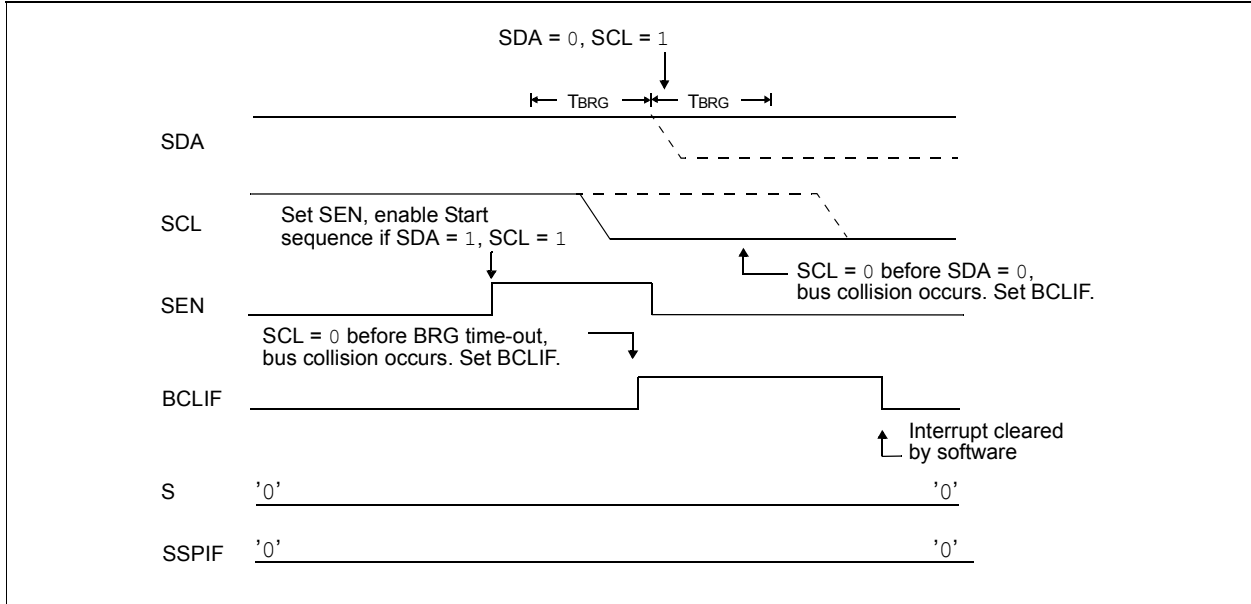 SDA = 0, SCL = 1
TBRG TBRG
SDA
SCL
Set SEN, enable Start
sequence if SDA = 1, SCL = 1
SCL = 0 before SDA = 0,
bus collision occurs. Set BCLIF.
SEN
SCL = 0 before BRG time-out,
bus collision occurs. Set BCLIF.
BCLIF
Interrupt cleared
by software
S '0' '0'
SSPIF '0' '0'